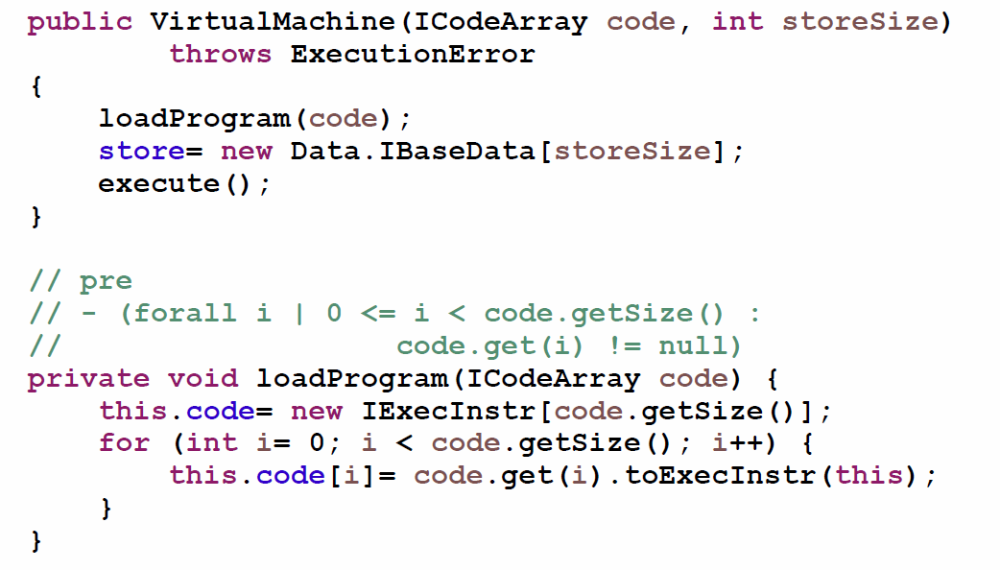 public VirtualMachine(ICodeArray code, int storeSize)
        throws ExecutionError
{
    loadProgram(code);
    store= new Data.IBaseData[storeSize];
    execute();
}

// pre
// - (forall i | 0 <= i < code.getSize() :
//                   code.get(i) != null)
private void loadProgram(ICodeArray code) {
    this.code= new IExecInstr[code.getSize()];
    for (int i= 0; i < code.getSize(); i++) {
        this.code[i]= code.get(i).toExecInstr(this);
    }
}